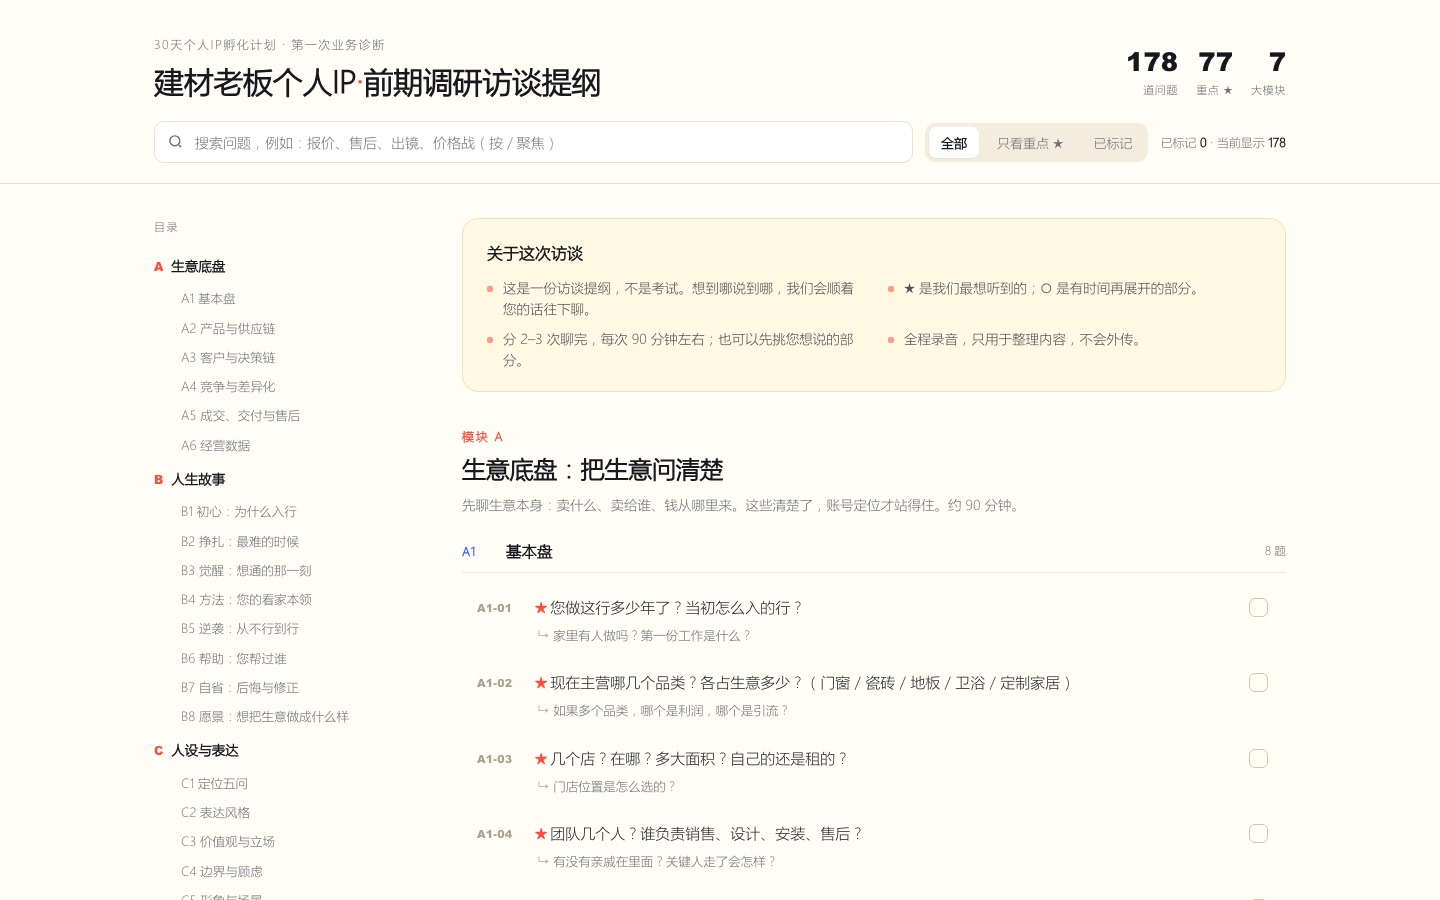 30天个人IP孵化计划 · 第一次业务诊断
建材老板个人IP·前期调研访谈提纲
178 77 7
道问题 重点 ★ 大模块
搜索问题，例如：报价、售后、出镜、价格战（按 / 聚焦）
全部 只看重点 ★ 已标记
已标记 0 · 当前显示 178
目录
A 生意底盘
A1 基本盘
A2 产品与供应链
A3 客户与决策链
A4 竞争与差异化
A5 成交、交付与售后
A6 经营数据
B 人生故事
B1 初心：为什么入行
B2 挣扎：最难的时候
B3 觉醒：想通的那一刻
B4 方法：您的看家本领
B5 逆袭：从不行到行
B6 帮助：您帮过谁
B7 自省：后悔与修正
B8 愿景：想把生意做成什么样
C 人设与表达
C1 定位五问
C2 表达风格
C3 价值观与立场
C4 边界与顾虑
C5 形象与场景
关于这次访谈
这是一份访谈提纲，不是考试。想到哪说到哪，我们会顺着
您的话往下聊。
★ 是我们最想听到的；○ 是有时间再展开的部分。
分 2–3 次聊完，每次 90 分钟左右；也可以先挑您想说的部
分。
全程录音，只用于整理内容，不会外传。
模块 A
生意底盘：把生意问清楚
先聊生意本身：卖什么、卖给谁、钱从哪里来。这些清楚了，账号定位才站得住。约 90 分钟。
A1 基本盘 8 题
A1-01 ★ 您做这行多少年了？当初怎么入的行？
↳ 家里有人做吗？第一份工作是什么？
A1-02 ★ 现在主营哪几个品类？各占生意多少？（门窗 / 瓷砖 / 地板 / 卫浴 / 定制家居）
↳ 如果多个品类，哪个是利润，哪个是引流？
A1-03 ★ 几个店？在哪？多大面积？自己的还是租的？
↳ 门店位置是怎么选的？
A1-04 ★ 团队几个人？谁负责销售、设计、安装、售后？
↳ 有没有亲戚在里面？关键人走了会怎样？